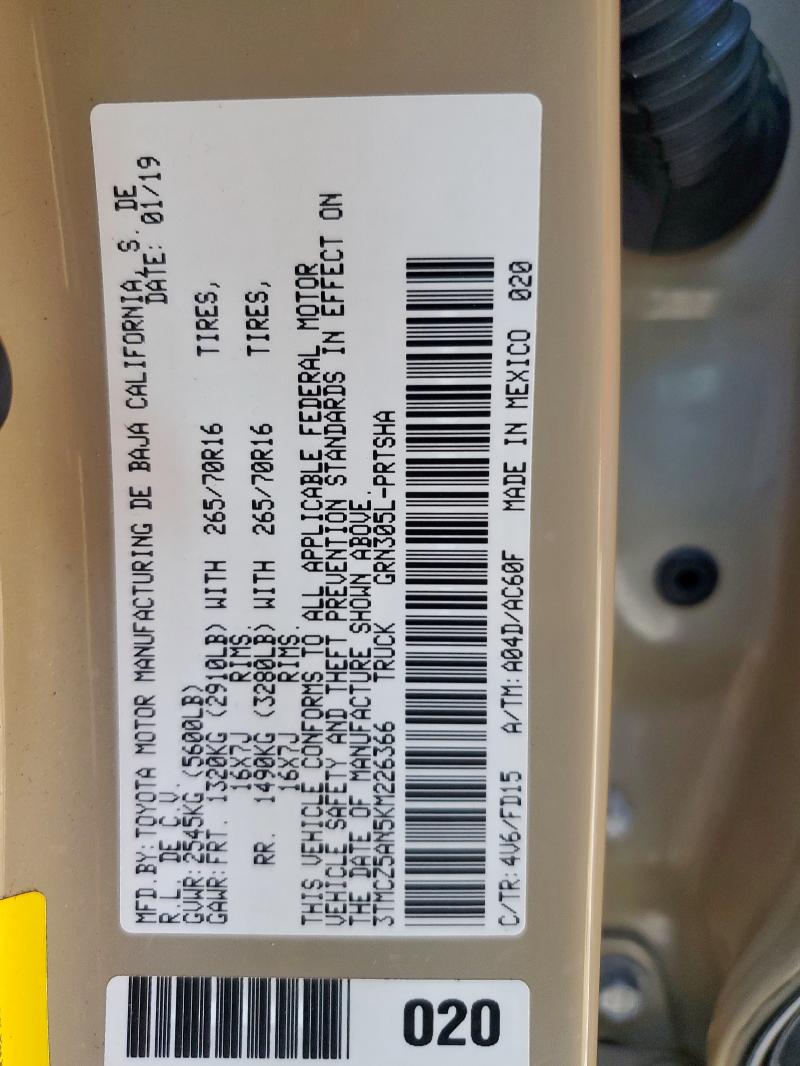 MFD.BY: TOYOTA MOTOR MANUFACTURING DE BAJA CALIFORNIA, S. DE
R.L. DE C.V. DATE: 01/19
GVWR: 2545KG (5600LB)
GAWR: FRT. 1320KG (2910LB) WITH 265/70R16 TIRES,
16X7J RIMS.
RR. 1490KG (3280LB) WITH 265/70R16 TIRES,
16X7J RIMS.
THIS VEHICLE CONFORMS TO ALL APPLICABLE FEDERAL MOTOR
VEHICLE SAFETY AND THEFT PREVENTION STANDARDS IN EFFECT ON
THE DATE OF MANUFACTURE SHOWN ABOVE.
3TMCZ5AN5KM226366 TRUCK GRN305L-PRTSHA
C/TR: 4V6/FD15 A/TM: A04D/AC60F MADE IN MEXICO 020
020